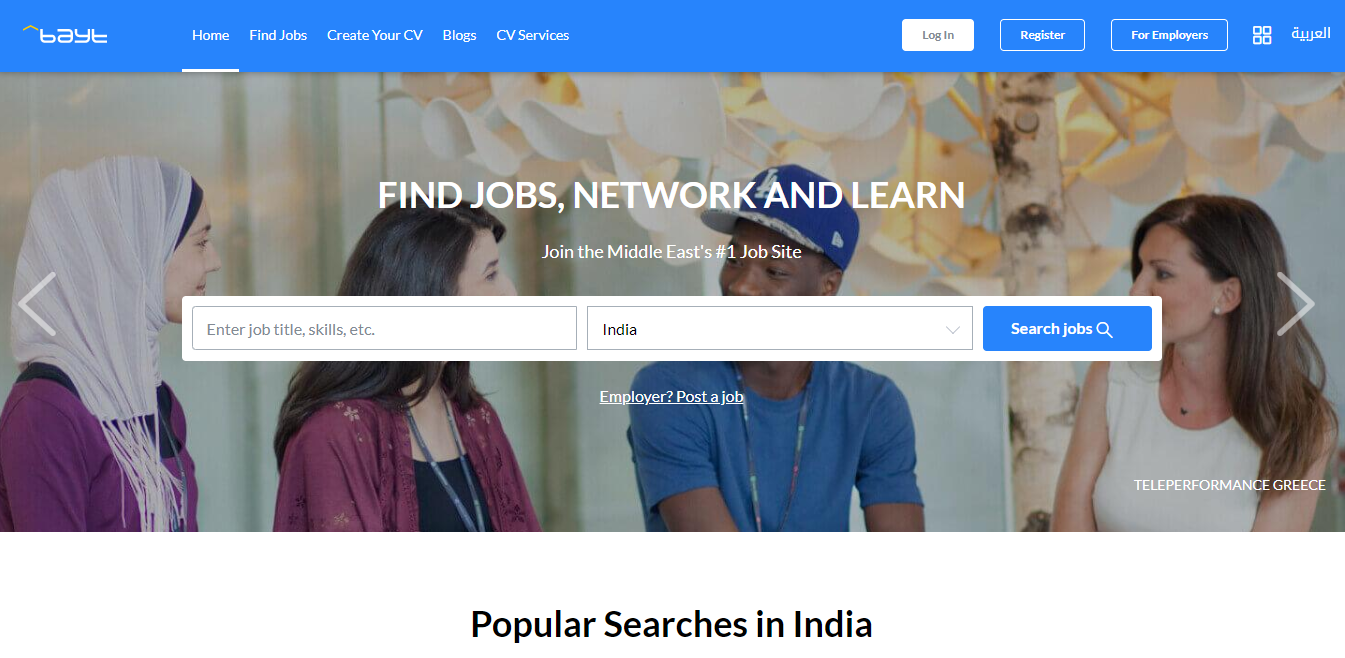 bayt
Home
Find Jobs
Create Your CV
Blogs
CV Services
Log In
Register
For Employers
العربية
FIND JOBS, NETWORK AND LEARN
Join the Middle East's #1 Job Site
Enter job title, skills, etc.
India
Search jobs
Employer? Post a job
TELEPERFORMANCE GREECE
Popular Searches in India